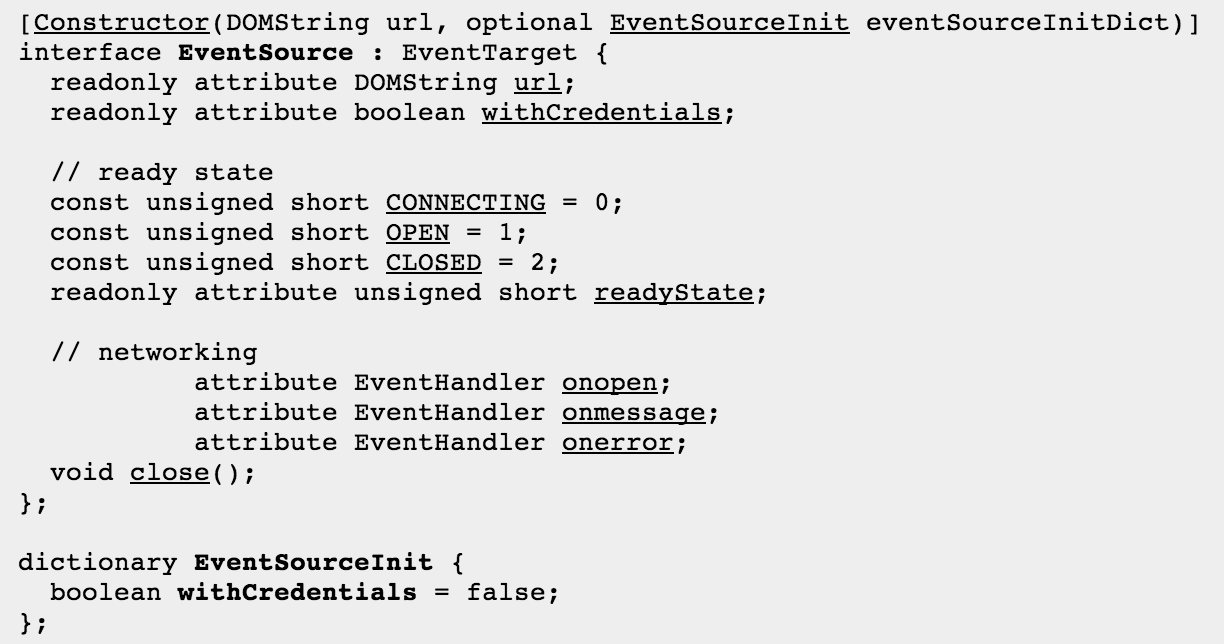 [Constructor(DOMString url, optional EventSourceInit eventSourceInitDict)]
interface EventSource : EventTarget {
  readonly attribute DOMString url;
  readonly attribute boolean withCredentials;

  // ready state
  const unsigned short CONNECTING = 0;
  const unsigned short OPEN = 1;
  const unsigned short CLOSED = 2;
  readonly attribute unsigned short readyState;

  // networking
           attribute EventHandler onopen;
           attribute EventHandler onmessage;
           attribute EventHandler onerror;
  void close();
};

dictionary EventSourceInit {
  boolean withCredentials = false;
};